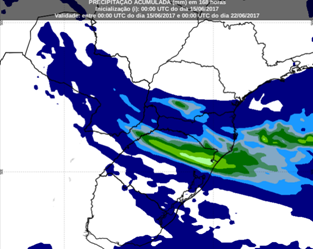 PRECIPITAÇÃO ACUMULADA (mm) em 168 horas
Inicialização (i): 00:00 UTC do dia 15/06/2017
Validade: entre 00:00 UTC do dia 15/06/2017 e 00:00 UTC do dia 22/06/2017